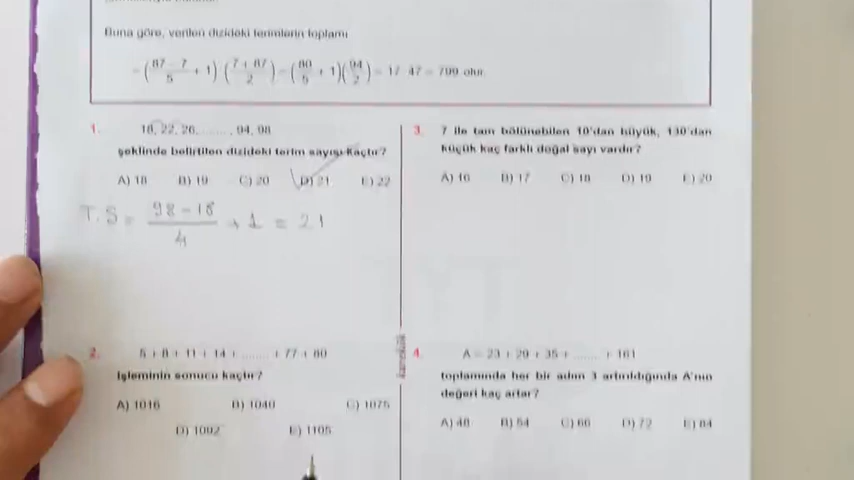 Buna göre, verilen dizideki terimlerin toplamı
= (87 − 7 / 5 + 1) · (7 + 87 / 2) = (80 / 5 + 1)(94 / 2) = 17 · 47 = 799 olur.
1. 18, 22, 26, ........ , 94, 98
şeklinde belirtilen dizideki terim sayısı kaçtır?
A) 18 B) 19 C) 20 D) 21 E) 22
T.S = 98 − 18 / 4 + 1 = 21
2. 5 + 8 + 11 + 14 + ........ + 77 + 80
işleminin sonucu kaçtır?
A) 1016 B) 1040 C) 1075
D) 1092 E) 1105
3. 7 ile tam bölünebilen 10'dan büyük, 130'dan
küçük kaç farklı doğal sayı vardır?
A) 16 B) 17 C) 18 D) 19 E) 20
4. A = 23 + 29 + 35 + ...... + 161
toplamında her bir terim 3 artırıldığında A'nın
değeri kaç artar?
A) 48 B) 54 C) 66 D) 72 E) 84